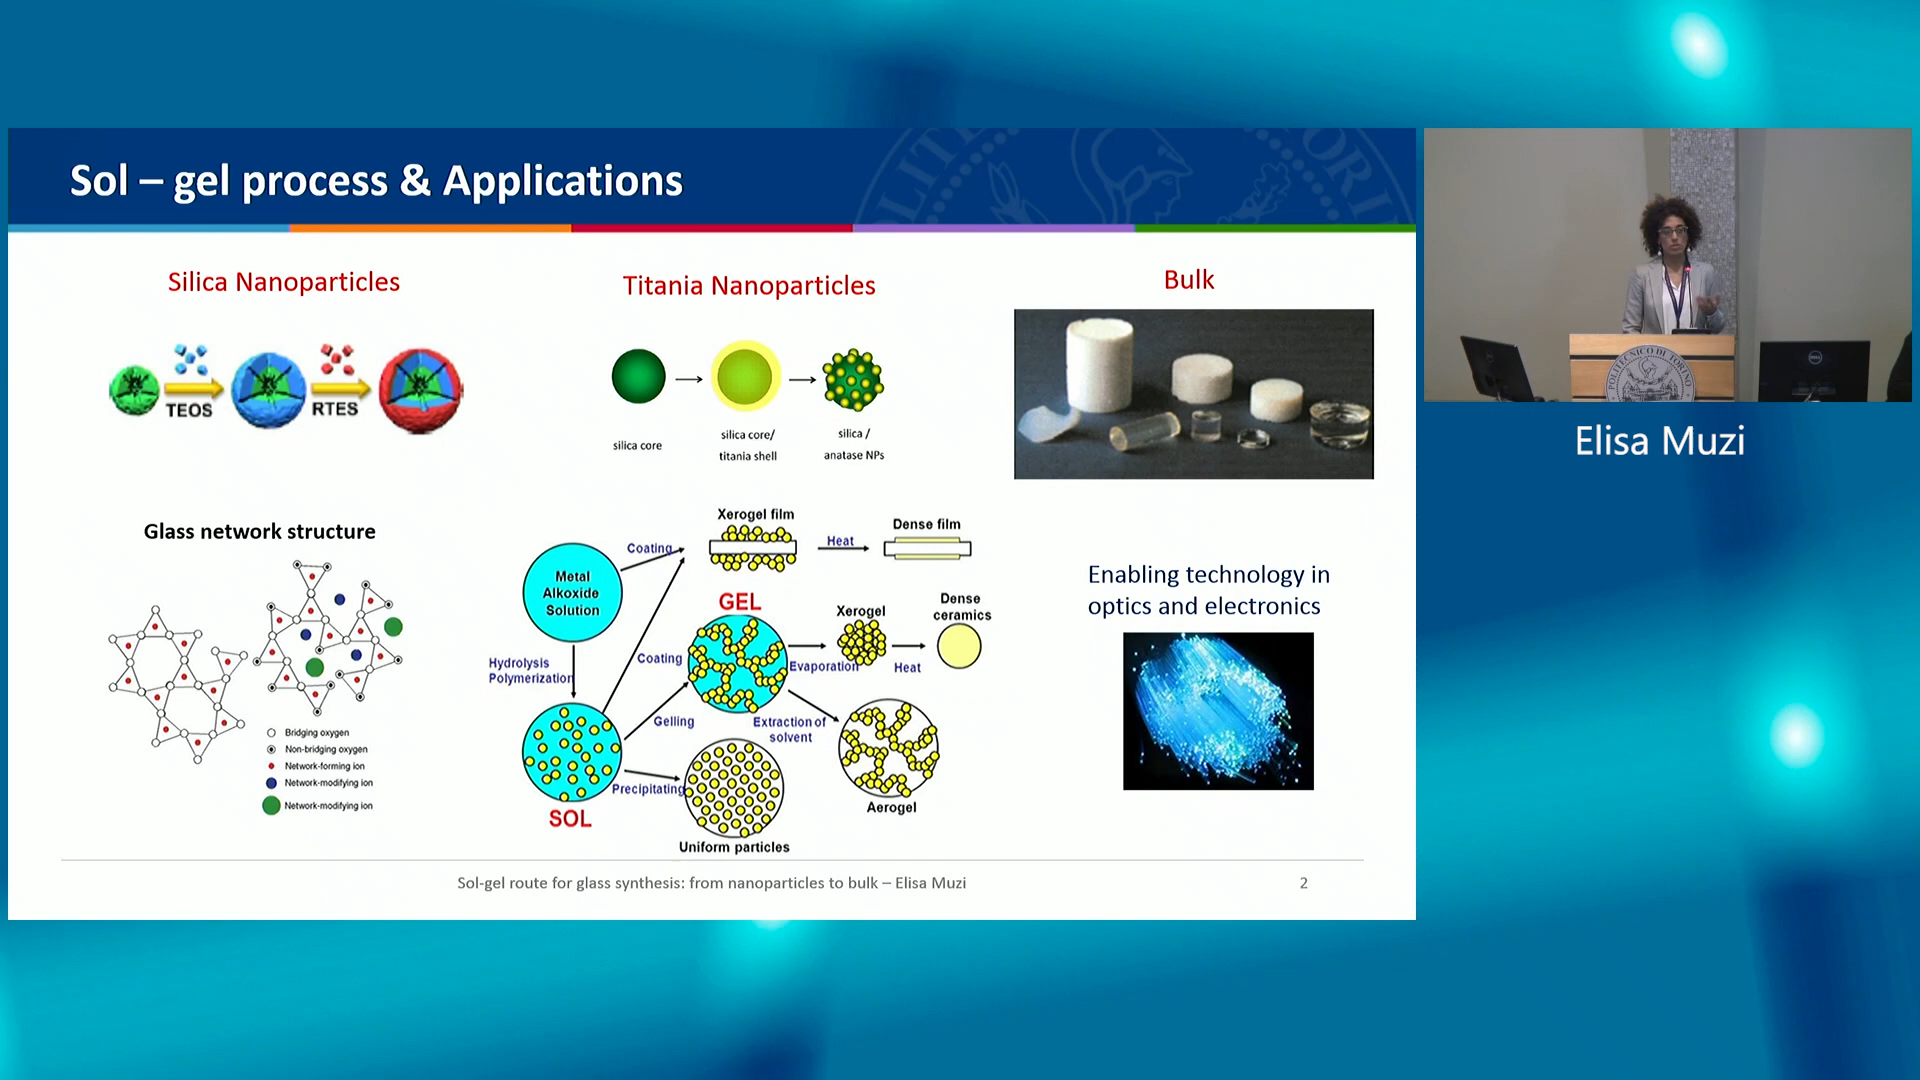 Sol – gel process & Applications
Silica Nanoparticles
TEOS
RTES
Titania Nanoparticles
silica core
silica core/
titania shell
silica /
anatase NPs
Bulk
Glass network structure
Bridging oxygen
Non-bridging oxygen
Network-forming ion
Network-modifying ion
Network-modifying ion
Metal
Alkoxide
Solution
Coating
Xerogel film
Heat
Dense film
Hydrolysis
Polymerization
GEL
Coating
Gelling
Evaporation
Xerogel
Heat
Dense
ceramics
Extraction of
solvent
Aerogel
SOL
Precipitating
Uniform particles
Enabling technology in
optics and electronics
Sol-gel route for glass synthesis: from nanoparticles to bulk – Elisa Muzi
2
POLITECNICO DI TORINO
Elisa Muzi